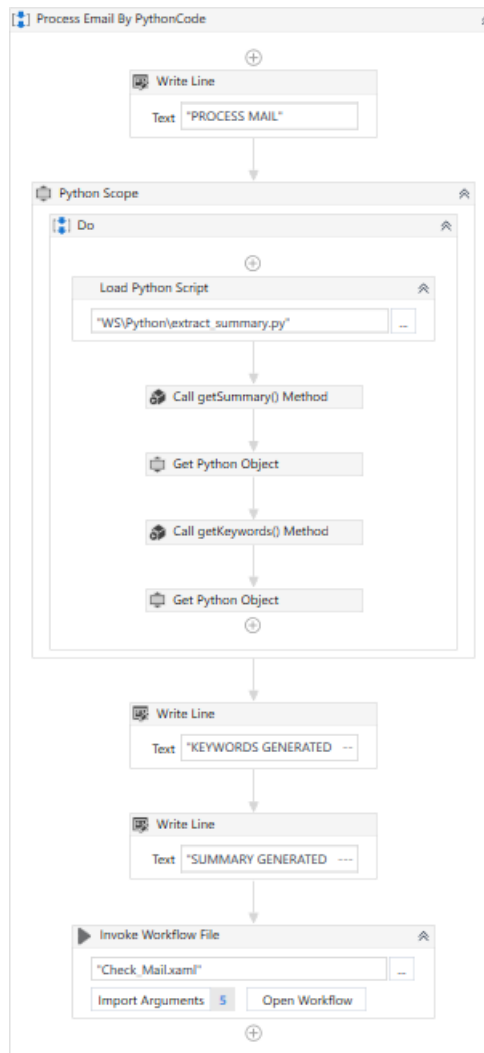 Process Email By PythonCode
Write Line
Text "PROCESS MAIL"
Python Scope
Do
Load Python Script
"WS\Python\extract_summary.py" ...
Call getSummary() Method
Get Python Object
Call getKeywords() Method
Get Python Object
Write Line
Text "KEYWORDS GENERATED --
Write Line
Text "SUMMARY GENERATED ---
Invoke Workflow File
"Check_Mail.xaml" ...
Import Arguments 5 Open Workflow